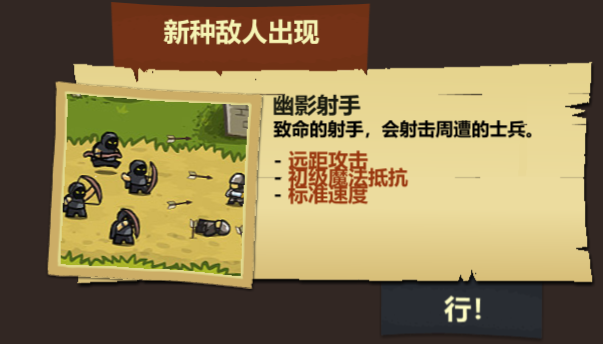 新种敌人出现
幽影射手
致命的射手，会射击周遭的士兵。
- 远距攻击
- 初级魔法抵抗
- 标准速度
行!